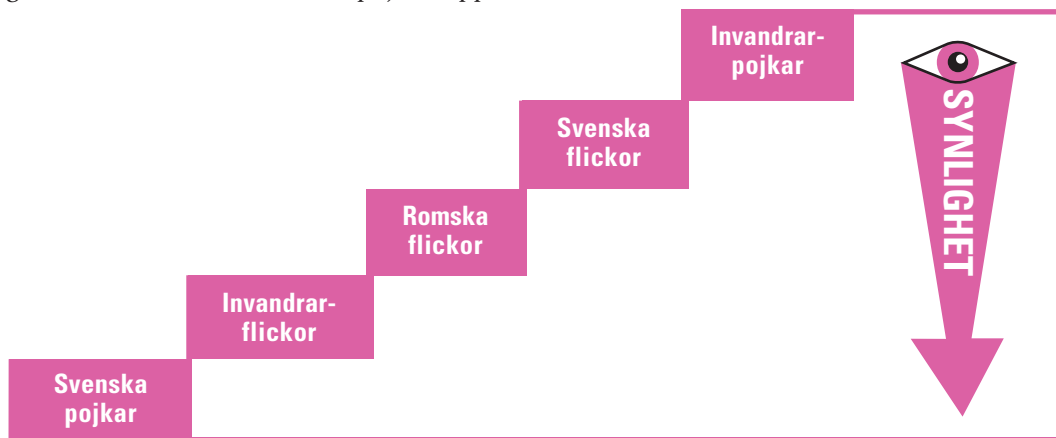 Invandrar-
pojkar
Svenska
flickor
Romska
flickor
Invandrar-
flickor
Svenska
pojkar
SYNLIGHET